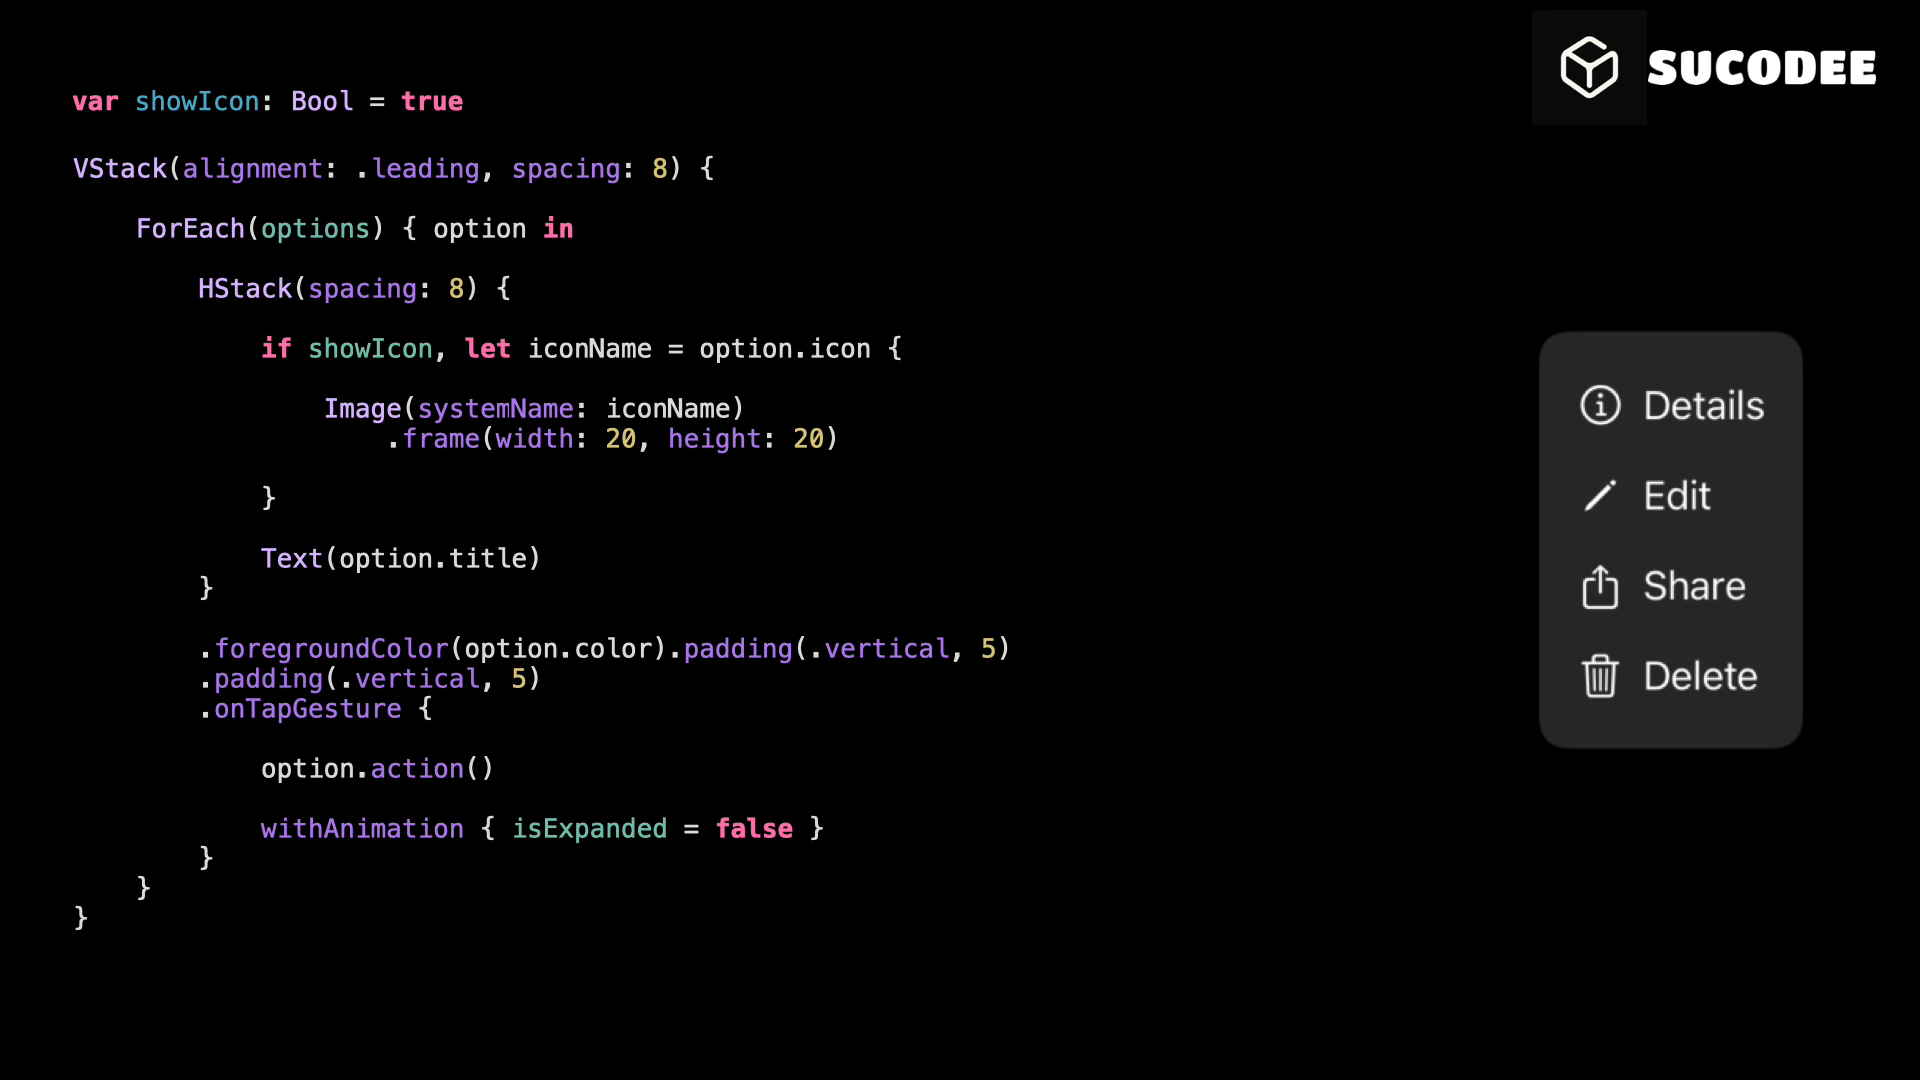 SUCODEE
var showIcon: Bool = true
VStack(alignment: .leading, spacing: 8) {
ForEach(options) { option in
HStack(spacing: 8) {
if showIcon, let iconName = option.icon {
Image(systemName: iconName)
.frame(width: 20, height: 20)
}
Text(option.title)
}
.foregroundColor(option.color).padding(.vertical, 5)
.padding(.vertical, 5)
.onTapGesture {
option.action()
withAnimation { isExpanded = false }
}
}
}
Details
Edit
Share
Delete